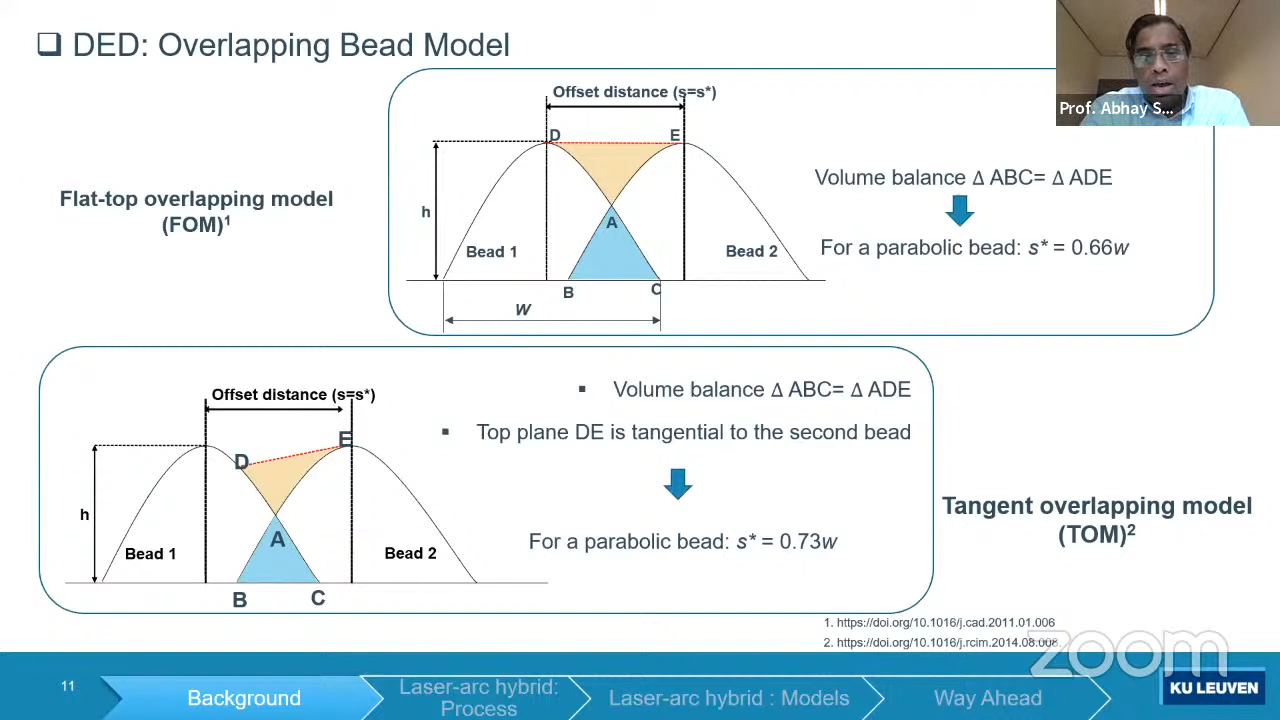 DED: Overlapping Bead Model
Prof. Abhay S...
Offset distance (s=s*)
D
E
h
A
Bead 1
Bead 2
B
C
W
Flat-top overlapping model
(FOM)¹
Volume balance Δ ABC= Δ ADE
For a parabolic bead: s* = 0.66w
Offset distance (s=s*)
E
D
h
A
Bead 1
Bead 2
B
C
▪ Volume balance Δ ABC= Δ ADE
▪ Top plane DE is tangential to the second bead
For a parabolic bead: s* = 0.73w
Tangent overlapping model
(TOM)²
1. https://doi.org/10.1016/j.cad.2011.01.006
2. https://doi.org/10.1016/j.rcim.2014.08.008.
zoom
11
Background
Laser-arc hybrid:
Process
Laser-arc hybrid : Models
Way Ahead
KU LEUVEN